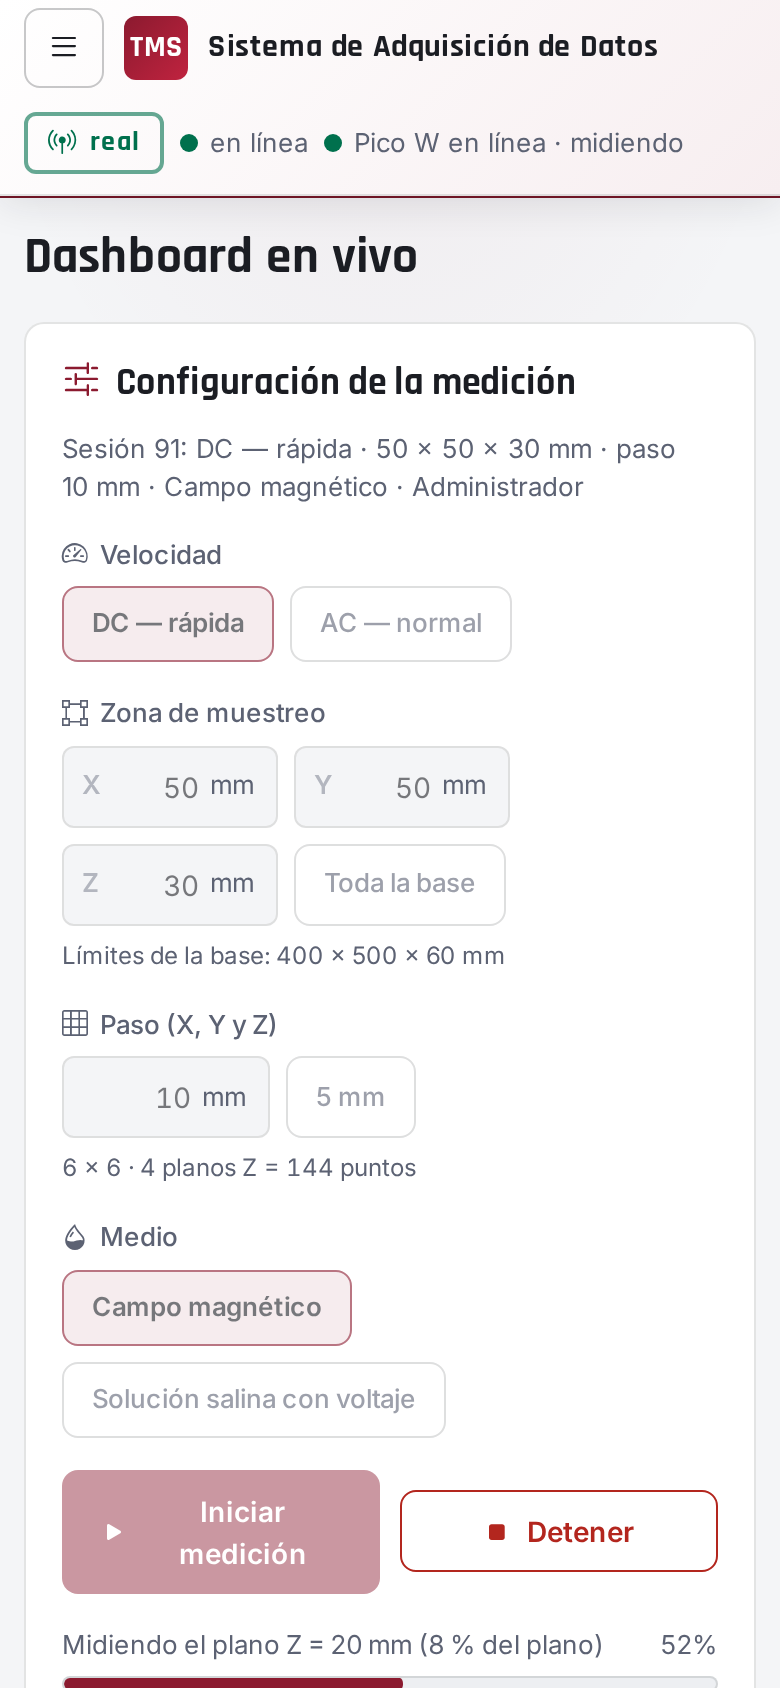 TMS Sistema de Adquisición de Datos
real en línea Pico W en línea · midiendo
Dashboard en vivo
Configuración de la medición
Sesión 91: DC — rápida · 50 × 50 × 30 mm · paso
10 mm · Campo magnético · Administrador
Velocidad
DC — rápida AC — normal
Zona de muestreo
X 50 mm Y 50 mm
Z 30 mm Toda la base
Límites de la base: 400 × 500 × 60 mm
Paso (X, Y y Z)
10 mm 5 mm
6 × 6 · 4 planos Z = 144 puntos
Medio
Campo magnético
Solución salina con voltaje
Iniciar
medición
Detener
Midiendo el plano Z = 20 mm (8 % del plano) 52%